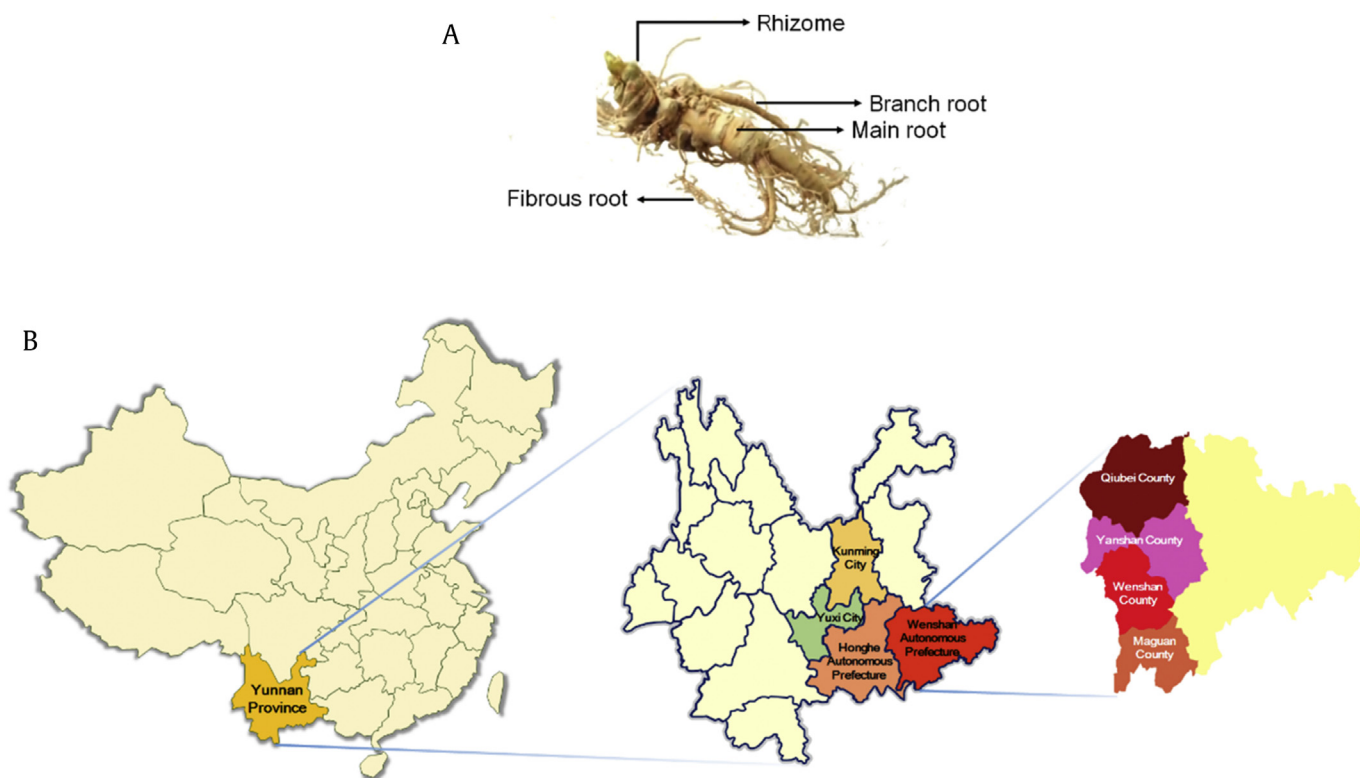 A
Rhizome
Branch root
Main root
Fibrous root
B
Yunnan
Province
Kunming
City
Yuxi City
Honghe
Autonomous
Prefecture
Wenshan
Autonomous
Prefecture
Qiubei County
Yanshan County
Wenshan
County
Maguan
County